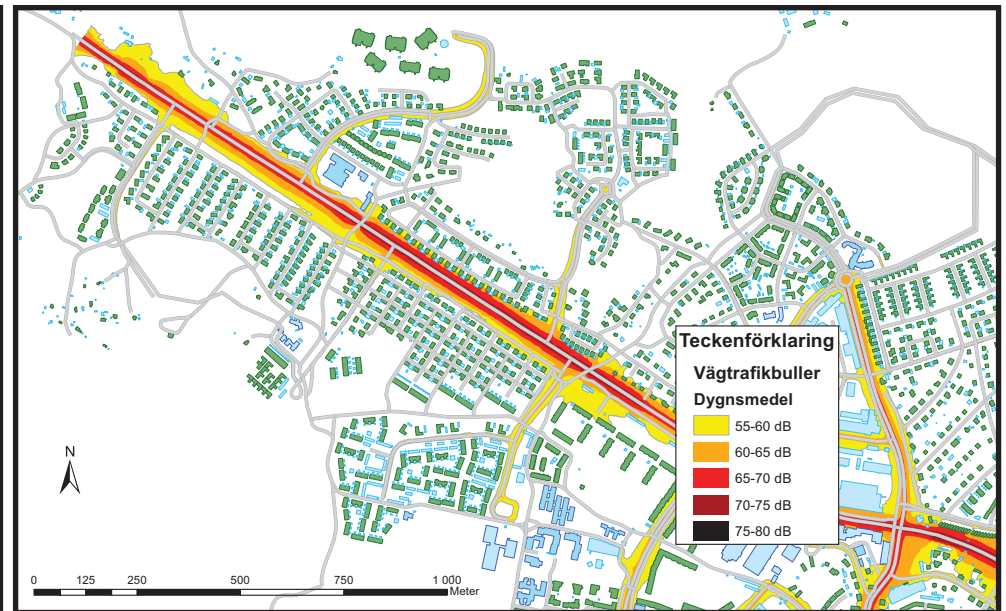 Teckenförklaring
Vägtrafikbuller
Dygnsmedel
55-60 dB
60-65 dB
65-70 dB
70-75 dB
75-80 dB
N
0 125 250 500 750 1 000
Meter